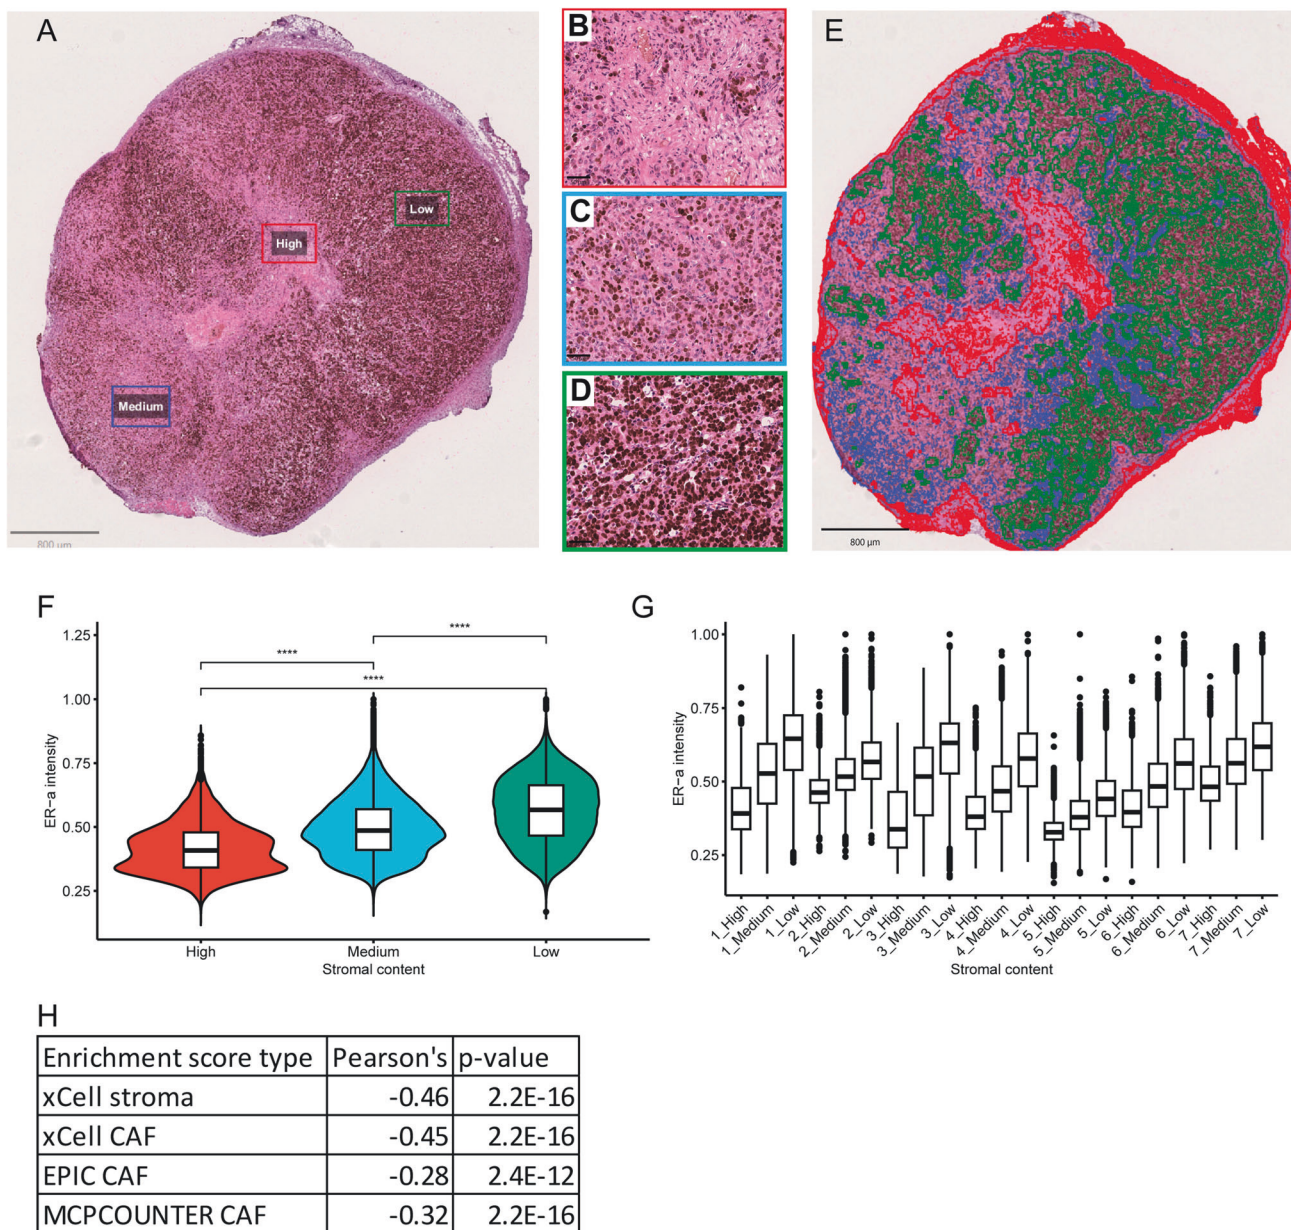 A
High
Low
Medium
800 μm
B
C
D
E
800 μm
F
1.25
1.00
0.75
0.50
0.25
ER−a intensity
****
****
****
High
Medium
Low
Stromal content
G
1.00
0.75
0.50
0.25
ER−a intensity
1_High
1_Medium
1_Low
2_High
2_Medium
2_Low
3_High
3_Medium
3_Low
4_High
4_Medium
4_Low
5_High
5_Medium
5_Low
6_High
6_Medium
6_Low
7_High
7_Medium
7_Low
Stromal content
H
Enrichment score type Pearson's p-value
xCell stroma -0.46 2.2E-16
xCell CAF -0.45 2.2E-16
EPIC CAF -0.28 2.4E-12
MCPCOUNTER CAF -0.32 2.2E-16